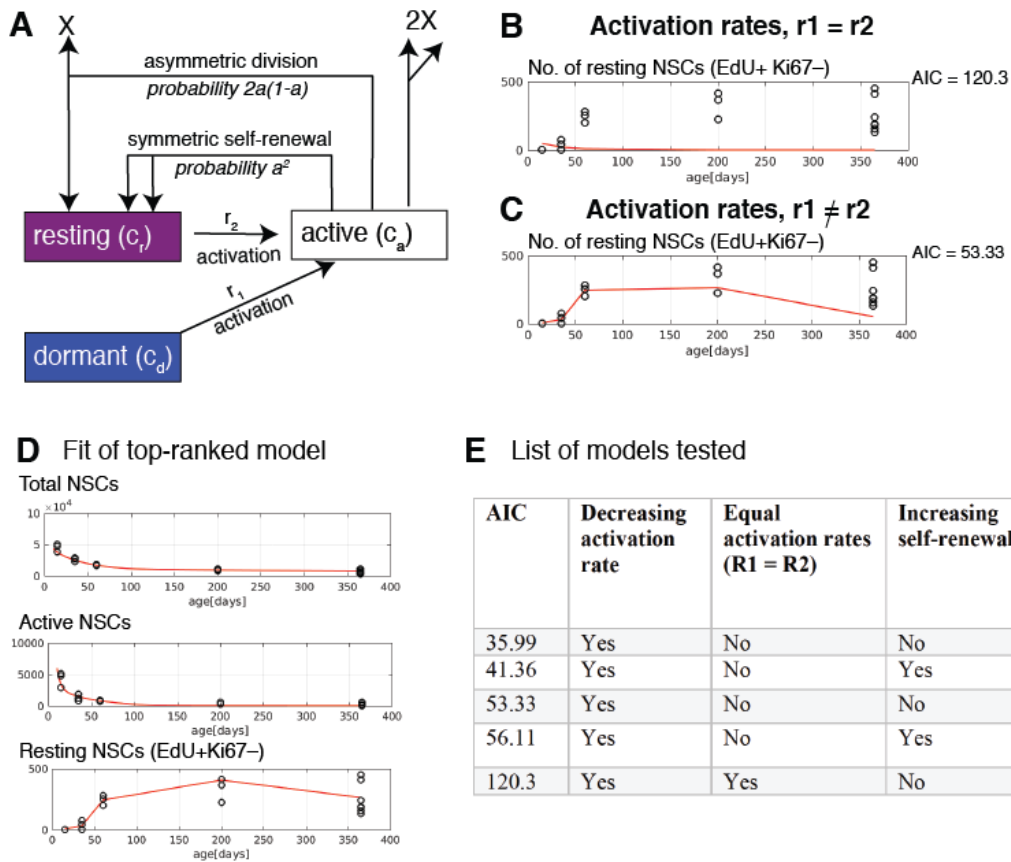 A
X
2X
asymmetric division
probability 2a(1-a)
symmetric self-renewal
probability a²
resting (cr)
r2
activation
active (ca)
r1
activation
dormant (cd)
B Activation rates, r1 = r2
No. of resting NSCs (EdU+ Ki67–)
AIC = 120.3
500
0
0 50 100 150 200 250 300 350 400
age[days]
C Activation rates, r1 ≠ r2
No. of resting NSCs (EdU+Ki67–)
AIC = 53.33
500
0
0 50 100 150 200 250 300 350 400
age[days]
D Fit of top-ranked model
Total NSCs
× 10⁴
10
5
0
0 50 100 150 200 250 300 350 400
age[days]
Active NSCs
10000
5000
0
0 50 100 150 200 250 300 350 400
age[days]
Resting NSCs (EdU+Ki67–)
500
0
0 50 100 150 200 250 300 350 400
age[days]
E List of models tested
AIC Decreasing activation rate Equal activation rates (R1 = R2) Increasing self-renewal
35.99 Yes No No
41.36 Yes No Yes
53.33 Yes No No
56.11 Yes No Yes
120.3 Yes Yes No